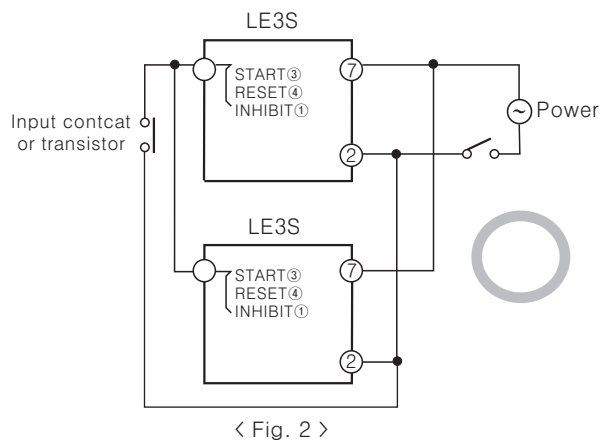 LE3S
START③
RESET④
INHIBIT①
⑦
②
Input contcat
or transistor
Power
LE3S
START③
RESET④
INHIBIT①
⑦
②
< Fig. 2 >